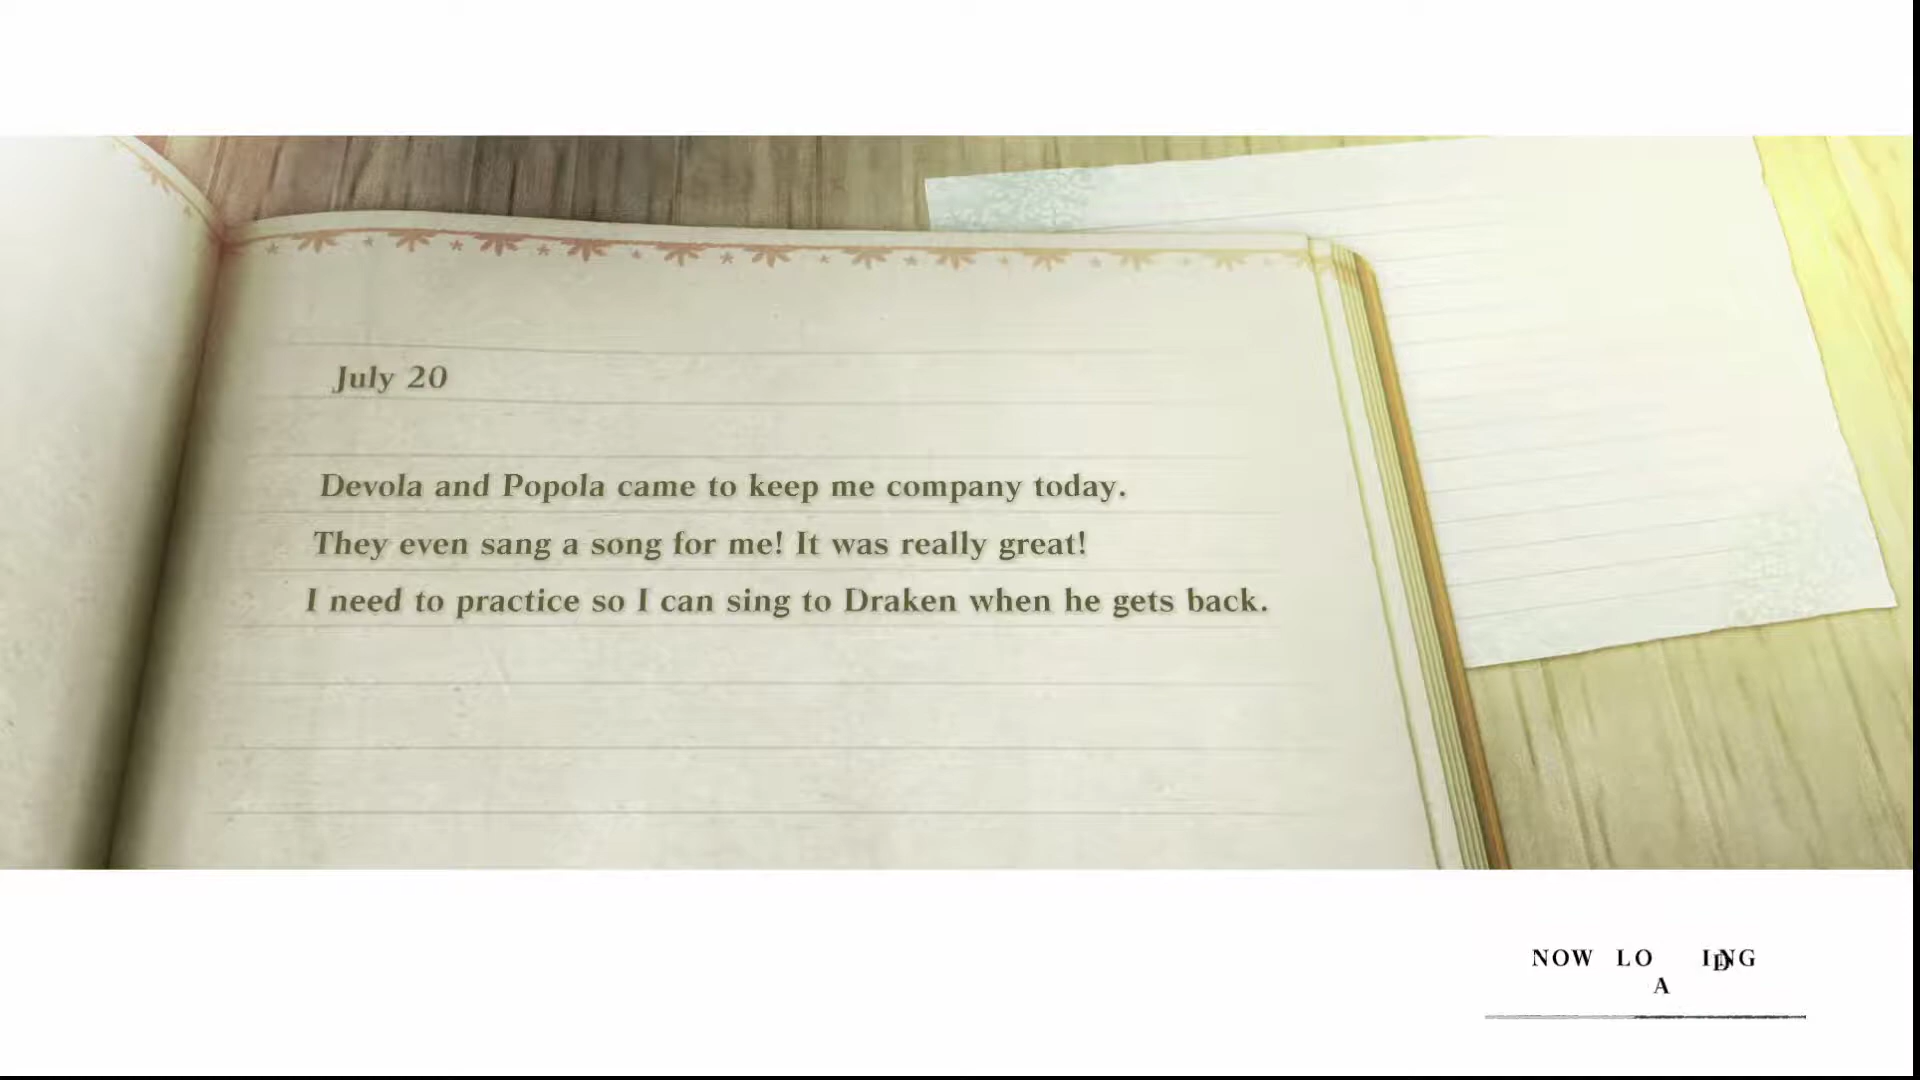 July 20
Devola and Popola came to keep me company today.
They even sang a song for me! It was really great!
I need to practice so I can sing to Draken when he gets back.
NOW LOADING